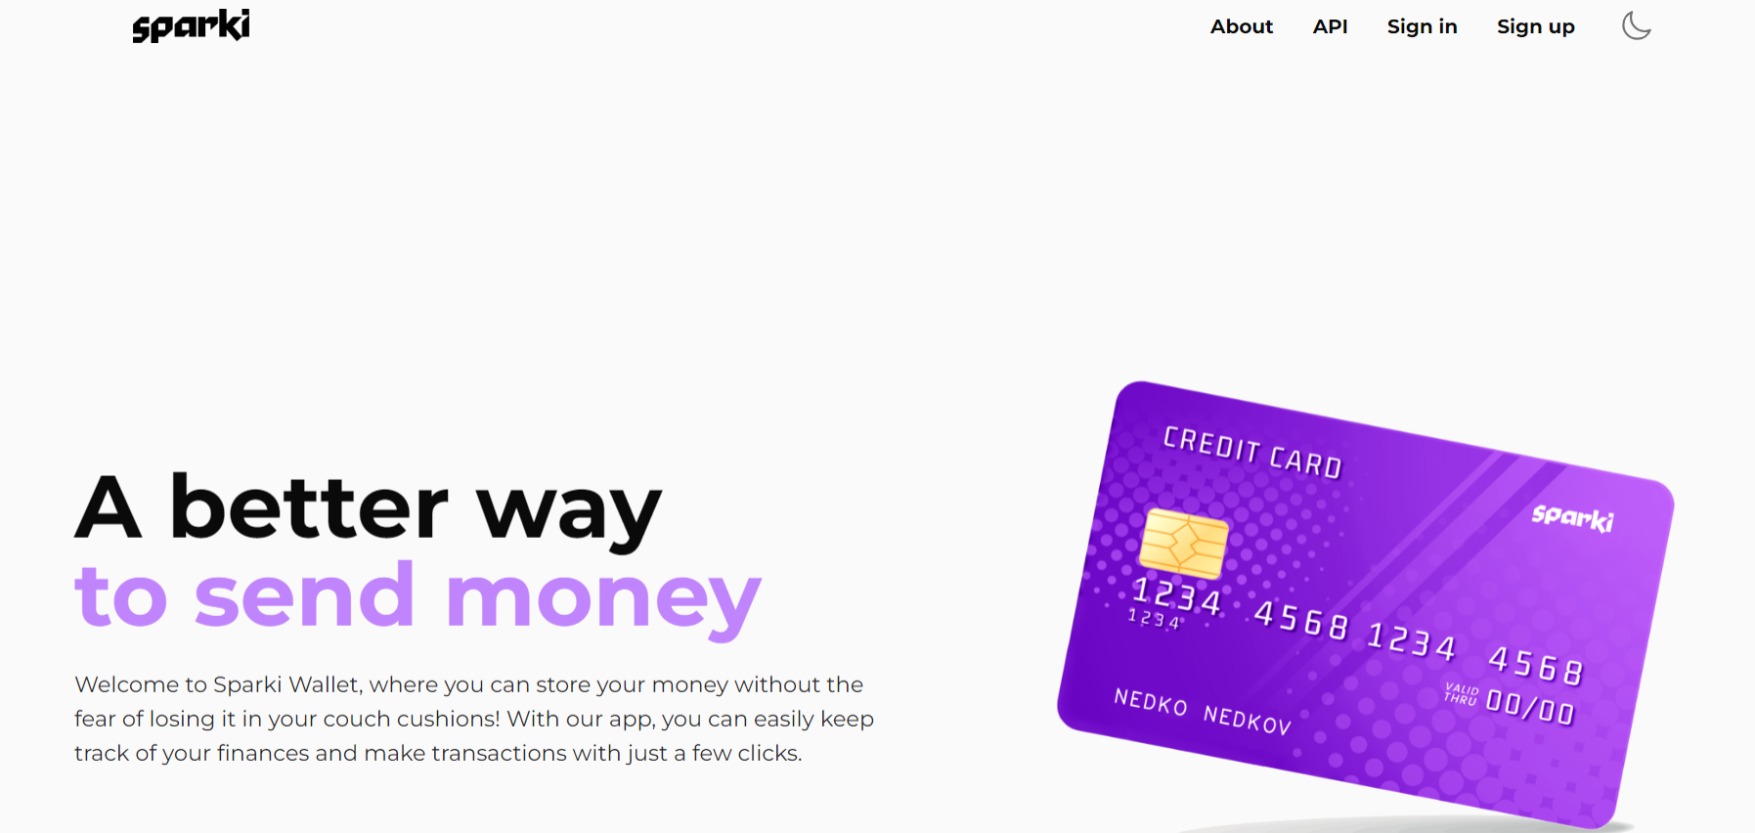 sparki
About API Sign in Sign up
A better way
to send money
Welcome to Sparki Wallet, where you can store your money without the
fear of losing it in your couch cushions! With our app, you can easily keep
track of your finances and make transactions with just a few clicks.
CREDIT CARD
sparki
1234 4568 1234 4568
1234
VALID
THRU 00/00
NEDKO NEDKOV